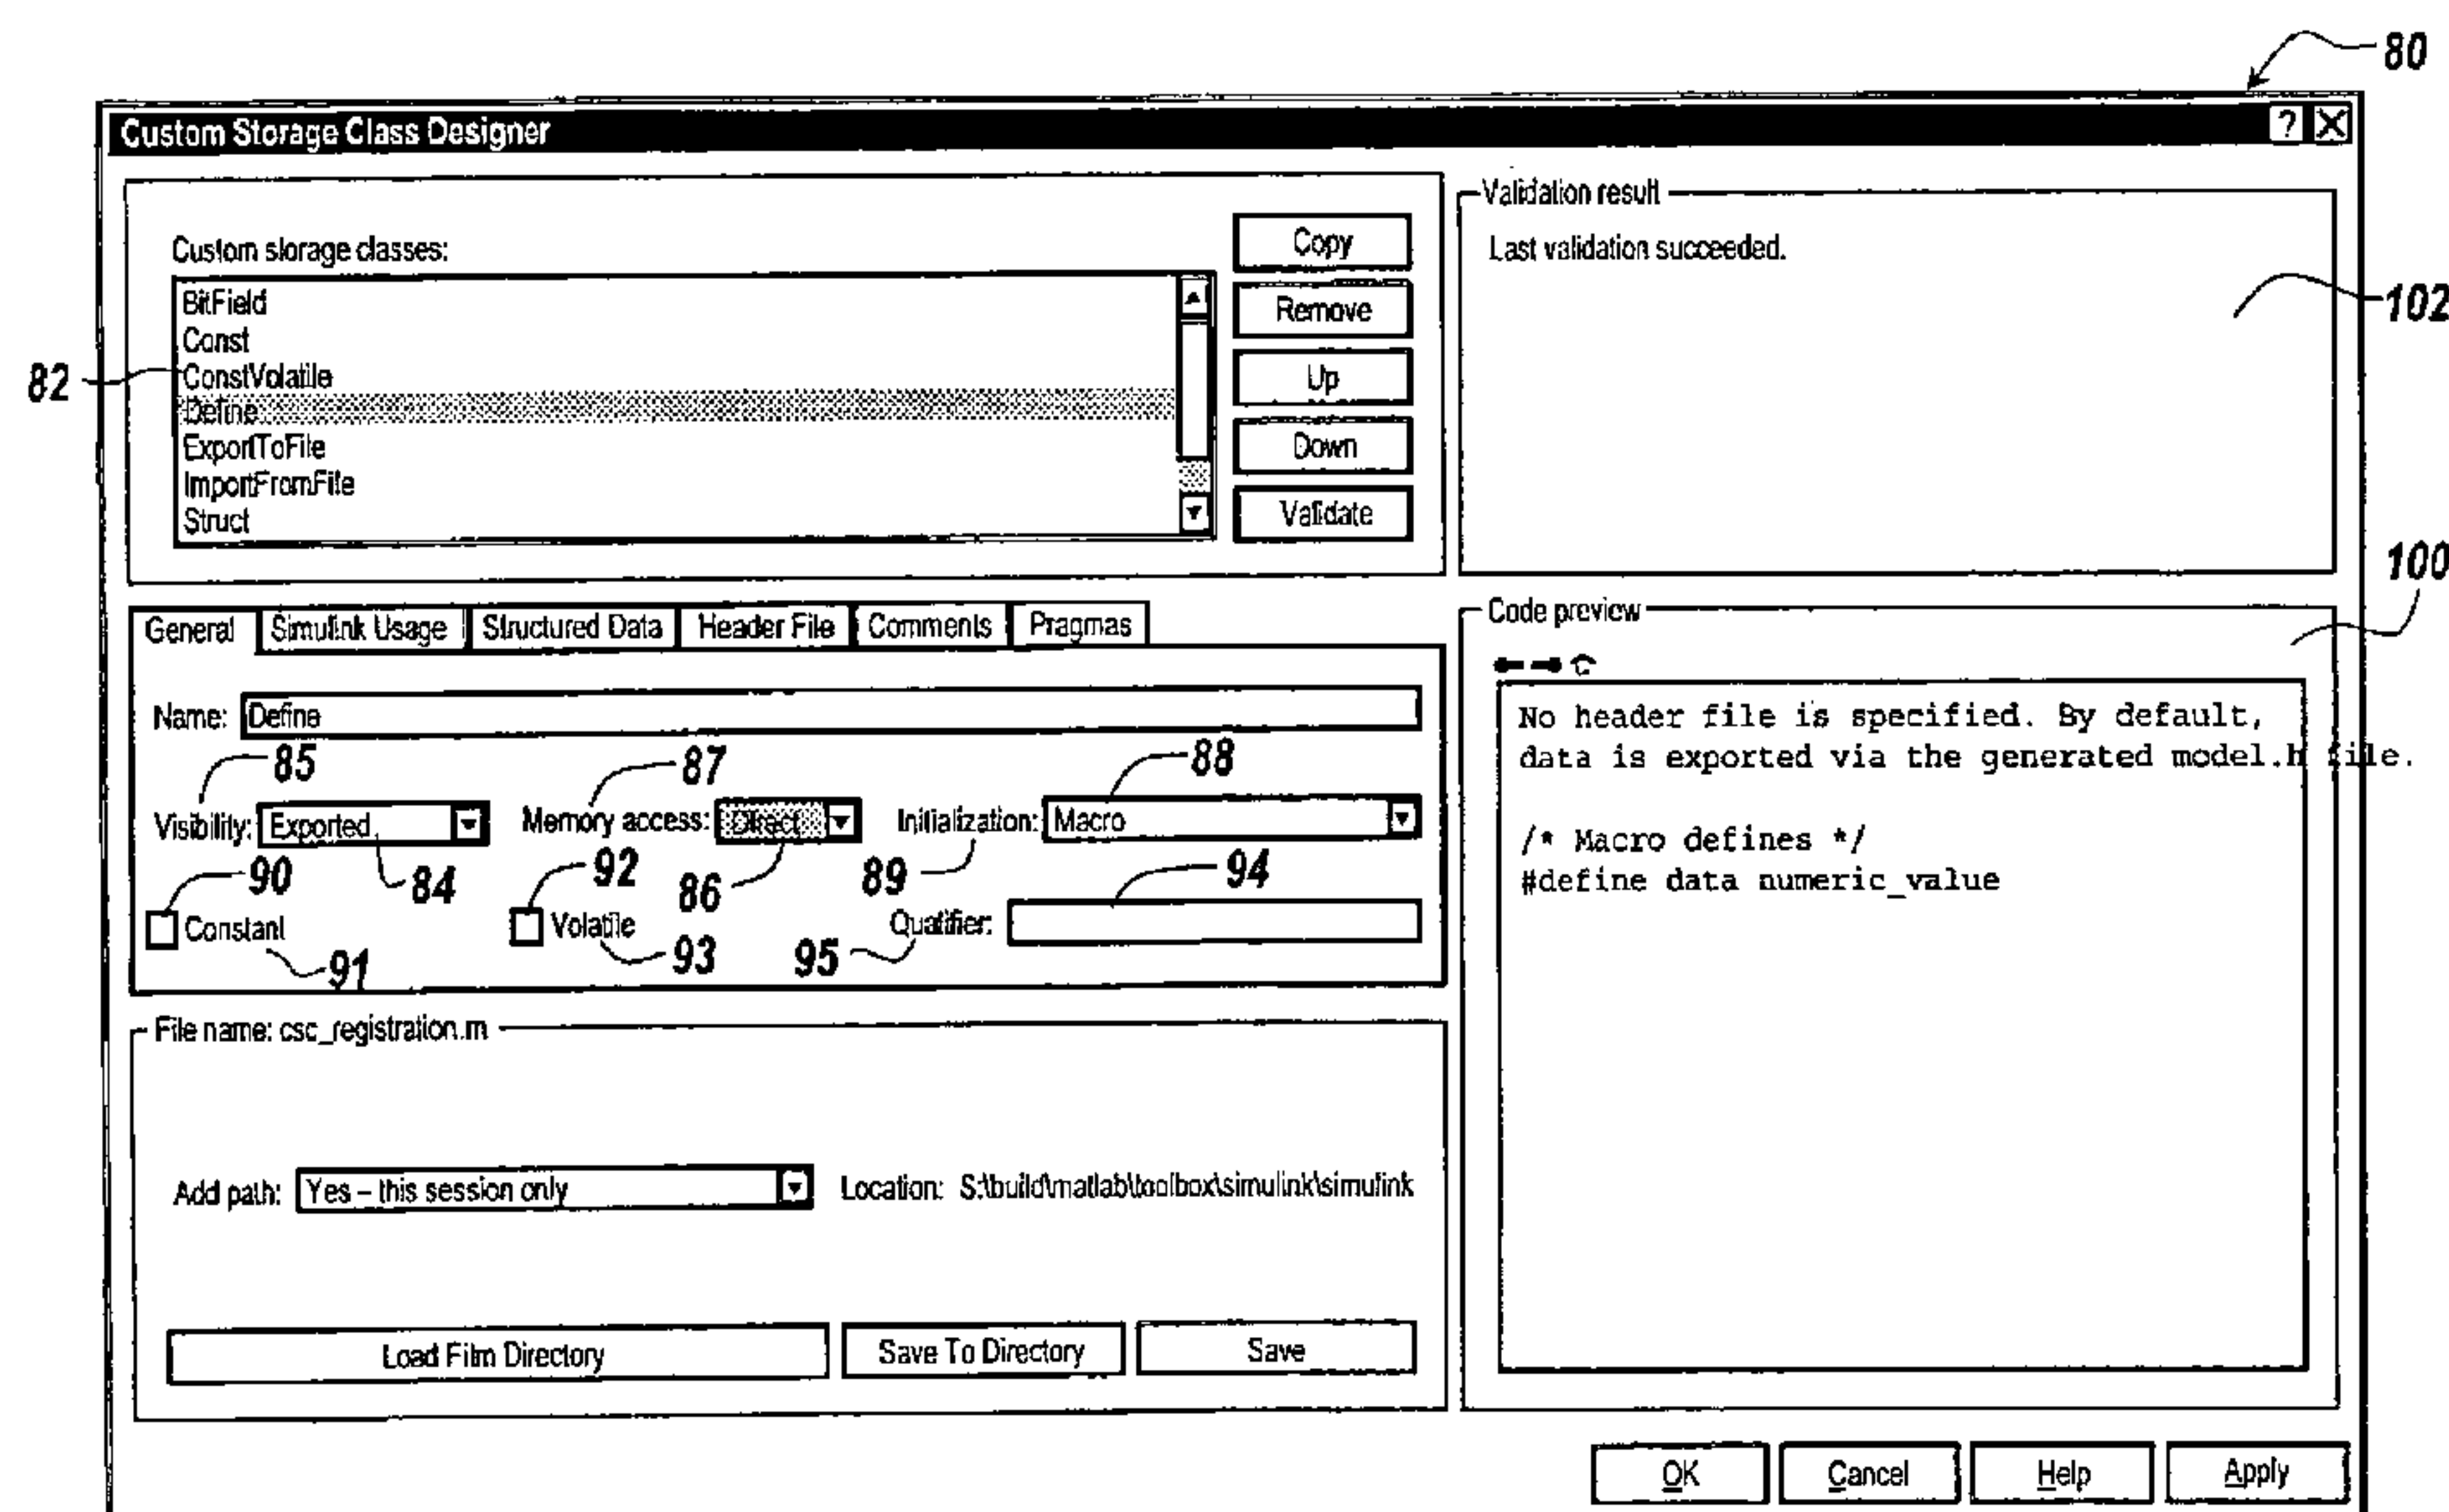 80
Custom Storage Class Designer
? X
Custom storage classes:
BitField
Const
ConstVolatile
Define
ExportToFile
ImportFromFile
Struct
82
Copy
Remove
Up
Down
Validate
Validation result
Last validation succeeded.
102
100
General Simulink Usage Structured Data Header File Comments Pragmas
Name: Define
85 87 88
Visibility: Exported Memory access: Direct Initialization: Macro
90 84 92 86 89 94
Constant Volatile Qualifier:
91 93 95
Code preview
No header file is specified. By default,
data is exported via the generated model.h file.
/* Macro defines */
#define data numeric_value
File name: csc_registration.m
Add path: Yes – this session only Location: S:\build\matlab\toolbox\simulink\simulink
Load Film Directory Save To Directory Save
OK Cancel Help Apply